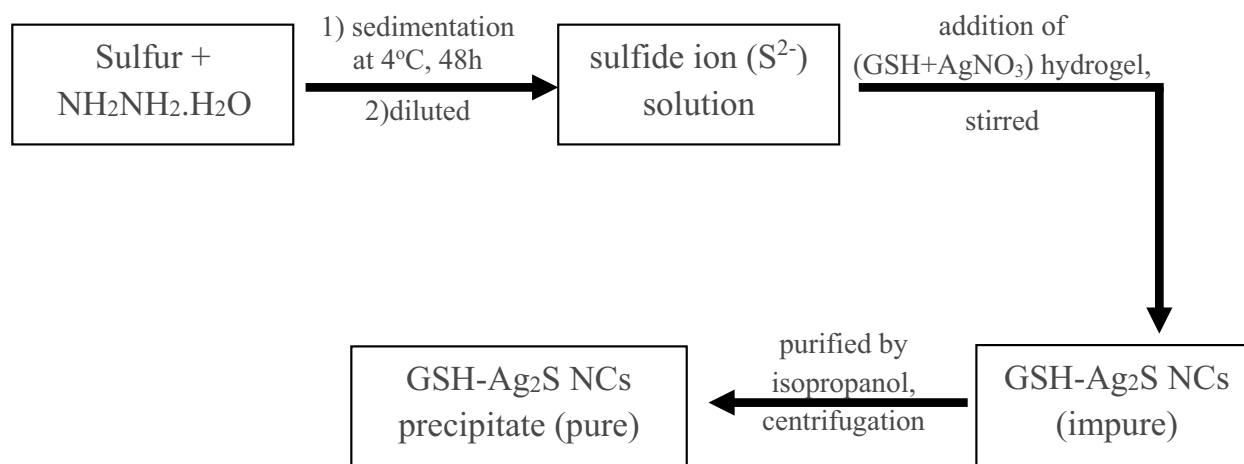 Sulfur +
NH₂NH₂.H₂O
1) sedimentation
at 4ºC, 48h
2)diluted
sulfide ion (S²⁻)
solution
addition of
(GSH+AgNO₃) hydrogel,
stirred
GSH-Ag₂S NCs
(impure)
purified by
isopropanol,
centrifugation
GSH-Ag₂S NCs
precipitate (pure)